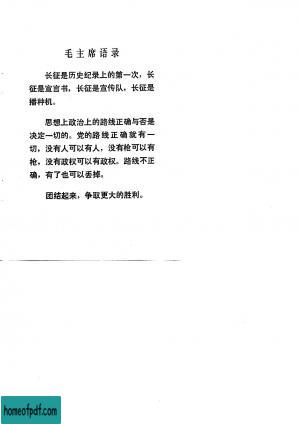 毛主席语录
长征是历史纪录上的第一次，长
征是宣言书，长征是宣传队，长征是
播种机。
思想上政治上的路线正确与否是
决定一切的。党的路线正确就有一
切，没有人可以有人，没有枪可以有
枪，没有政权可以有政权。路线不正
确，有了也可以丢掉。
团结起来，争取更大的胜利。
homeofpdf.com